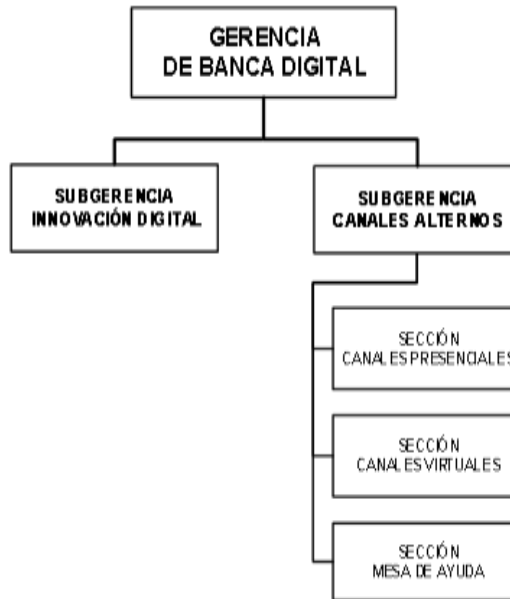 GERENCIA
DE BANCA DIGITAL
SUBGERENCIA
INNOVACIÓN DIGITAL
SUBGERENCIA
CANALES ALTERNOS
SECCIÓN
CANALES PRESENCIALES
SECCIÓN
CANALES VIRTUALES
SECCIÓN
MESA DE AYUDA